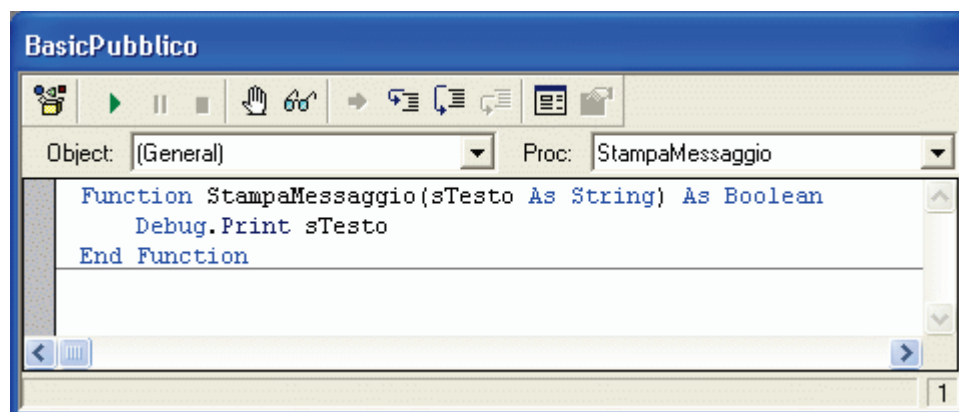 BasicPubblico
Object: (General) Proc: StampaMessaggio
Function StampaMessaggio(sTesto As String) As Boolean
Debug.Print sTesto
End Function
1